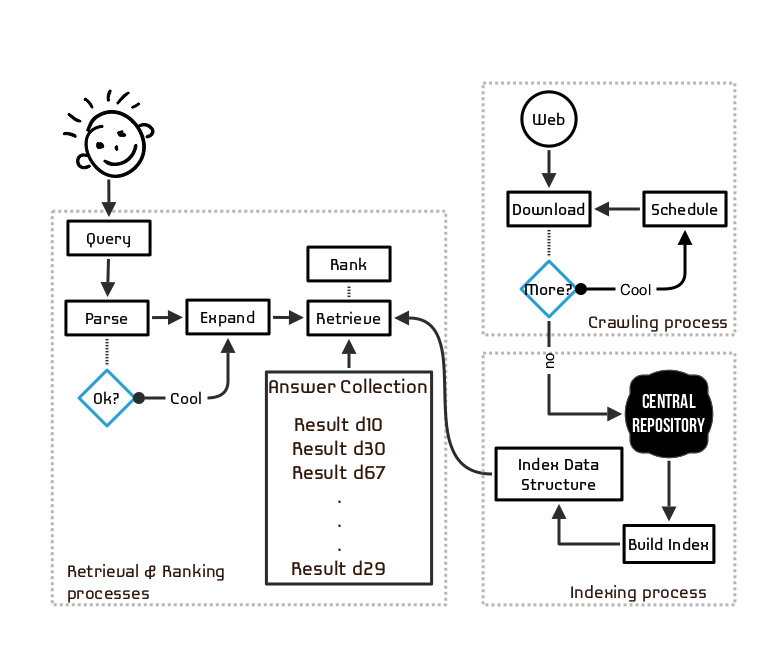 Web
Download
Schedule
More?
Cool
Crawling process
Query
Rank
Parse
Expand
Retrieve
Ok?
Cool
Answer Collection
Result d10
Result d30
Result d67
.
.
.
Result d29
Retrieval & Ranking
processes
no
CENTRAL
REPOSITORY
Index Data
Structure
Build Index
Indexing process